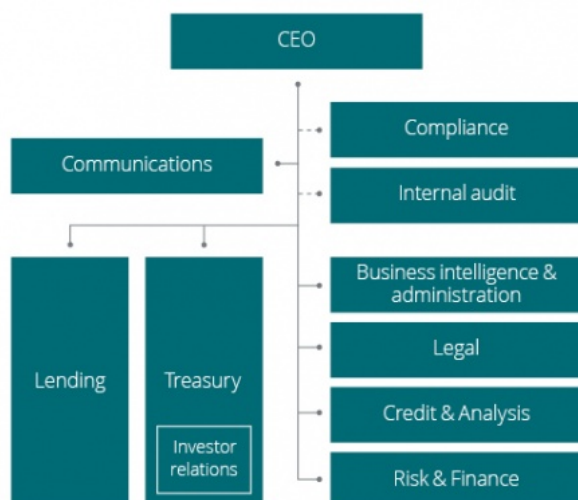 CEO
Compliance
Communications
Internal audit
Business intelligence &
administration
Legal
Lending
Treasury
Credit & Analysis
Investor
relations
Risk & Finance